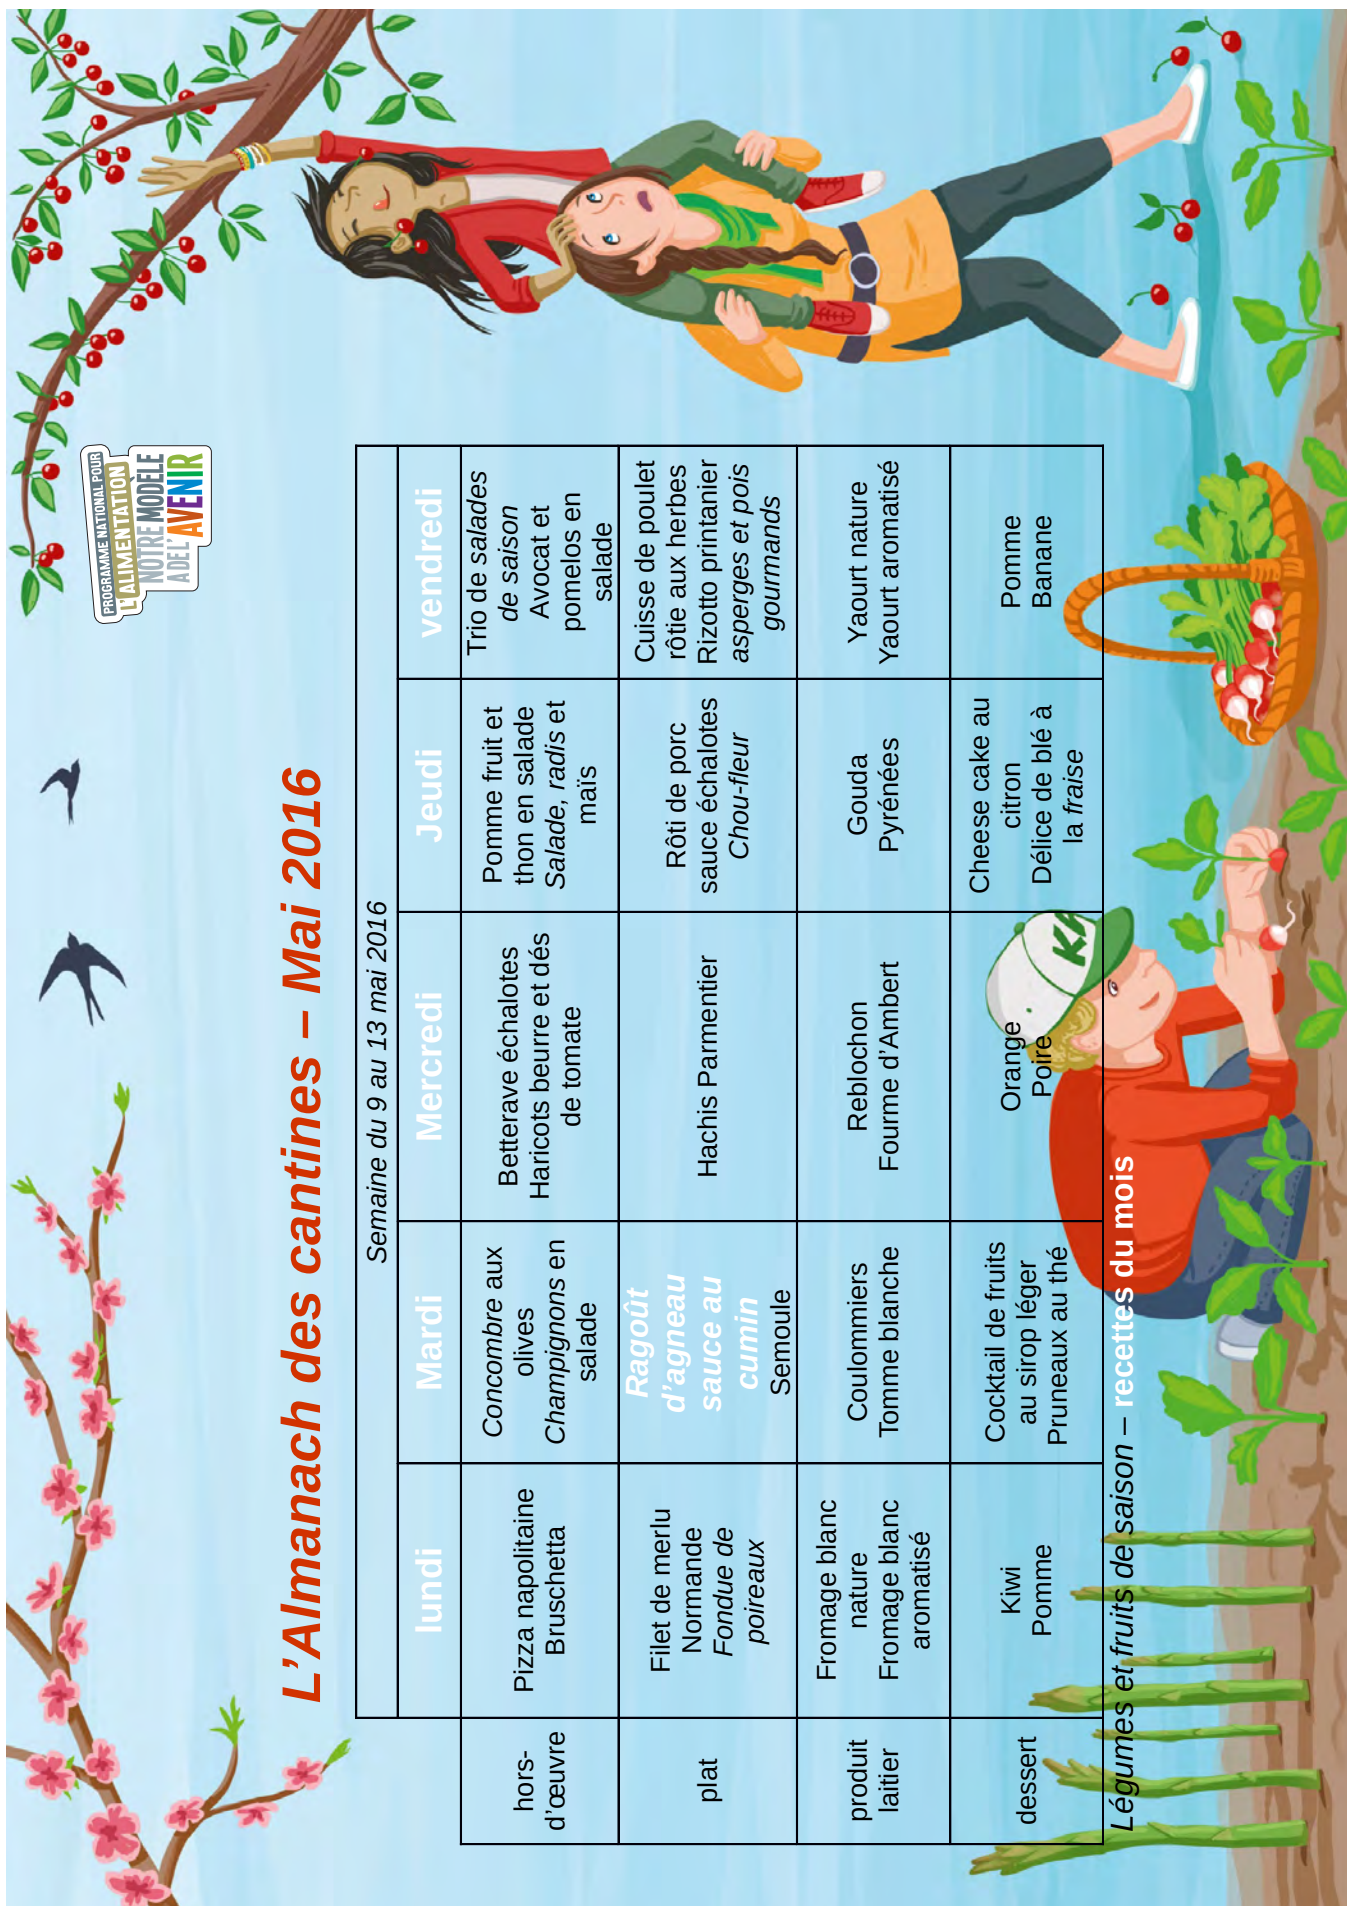 PROGRAMME NATIONAL POUR
L'ALIMENTATION
NOTRE MODÈLE
A DE L'AVENIR
L'Almanach des cantines – Mai 2016
Semaine du 9 au 13 mai 2016
lundi
Mardi
Mercredi
Jeudi
vendredi
hors-
d'œuvre
Pizza napolitaine
Bruschetta
Concombre aux
olives
Champignons en
salade
Betterave échalotes
Haricots beurre et dés
de tomate
Pomme fruit et
thon en salade
Salade, radis et
maïs
Trio de salades
de saison
Avocat et
pomelos en
salade
plat
Filet de merlu
Normande
Fondue de
poireaux
Ragoût
d'agneau
sauce au
cumin
Semoule
Hachis Parmentier
Rôti de porc
sauce échalotes
Chou-fleur
Cuisse de poulet
rôtie aux herbes
Rizotto printanier
asperges et pois
gourmands
produit
laitier
Fromage blanc
nature
Fromage blanc
aromatisé
Coulommiers
Tomme blanche
Reblochon
Fourme d'Ambert
Gouda
Pyrénées
Yaourt nature
Yaourt aromatisé
dessert
Kiwi
Pomme
Cocktail de fruits
au sirop léger
Pruneaux au thé
Orange
Poire
Cheese cake au
citron
Délice de blé à
la fraise
Pomme
Banane
Légumes et fruits de saison – recettes du mois